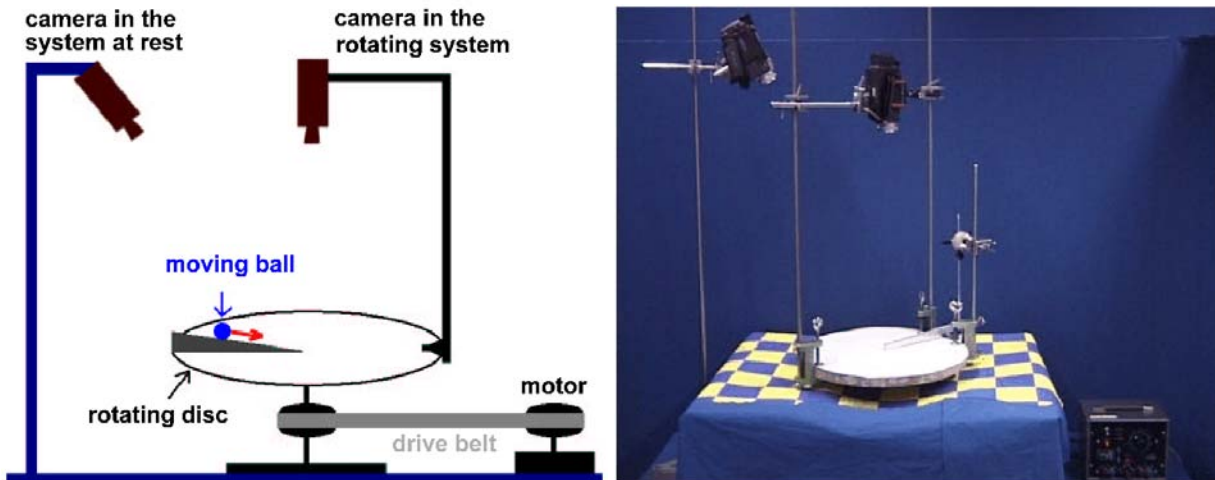 camera in the
system at rest
camera in the
rotating system
moving ball
rotating disc
motor
drive belt